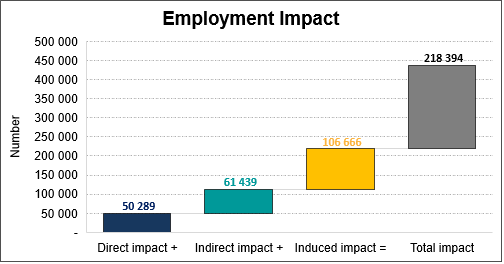 Employment Impact
500 000
450 000
400 000
350 000
300 000
250 000
200 000
150 000
100 000
50 000
-
Number
50 289
61 439
106 666
218 394
Direct impact +
Indirect impact +
Induced impact =
Total impact